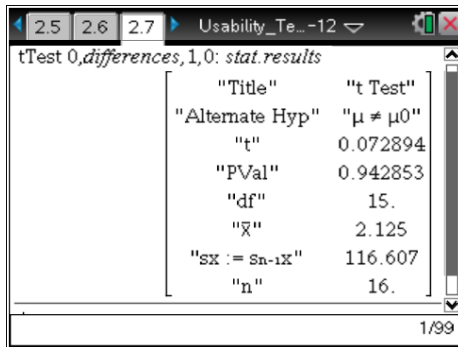 2.5 2.6 2.7 Usability_Te...-12
tTest 0,differences,1,0: stat.results
"Title" "t Test"
"Alternate Hyp" "μ ≠ μ0"
"t" 0.072894
"PVal" 0.942853
"df" 15.
"x̄" 2.125
"sx := sn-1x" 116.607
"n" 16.
1/99